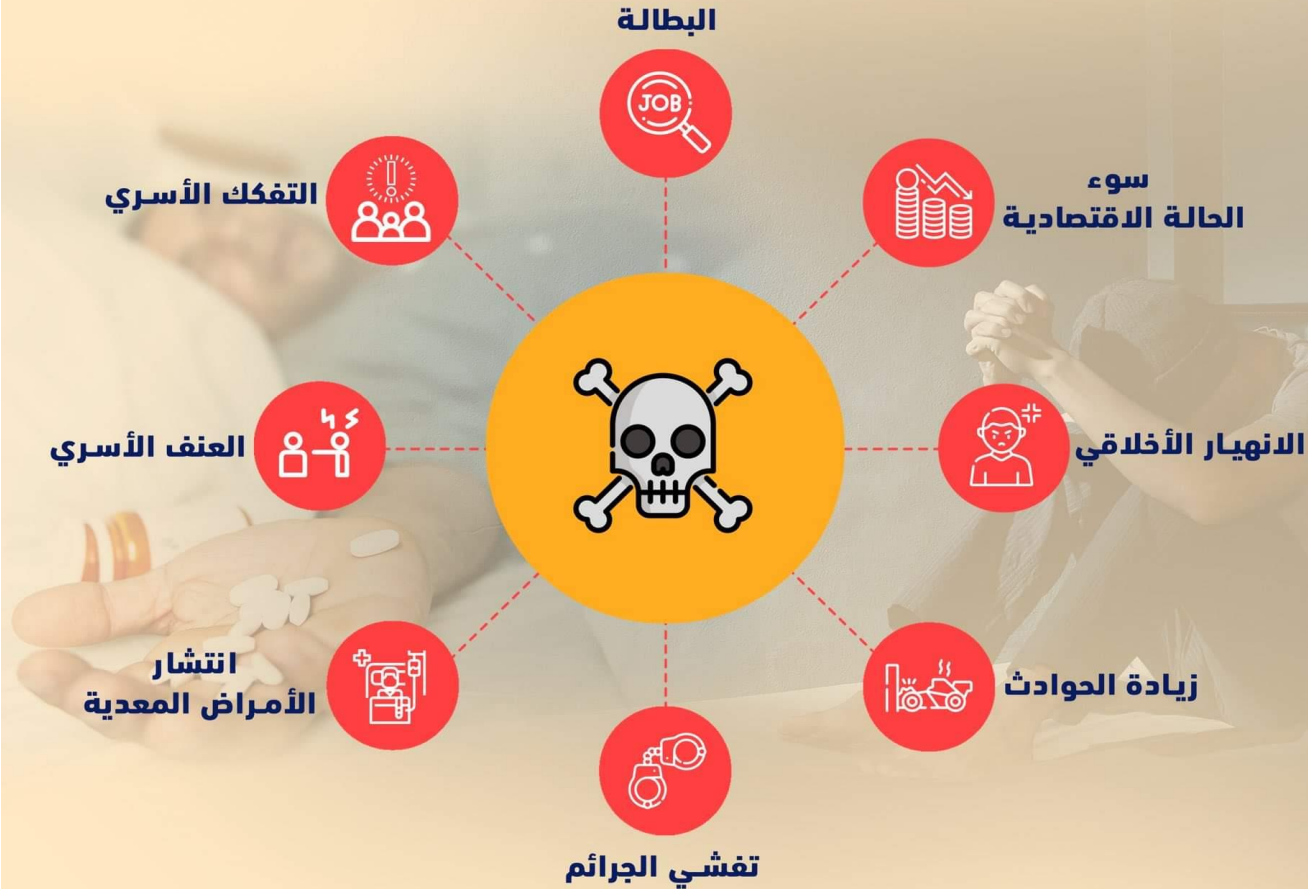 البطالة
JOB
سوء
الحالة الاقتصادية
التفكك الأسري
الانهيار الأخلاقي
العنف الأسري
زيادة الحوادث
انتشار
الأمراض المعدية
تفشي الجرائم